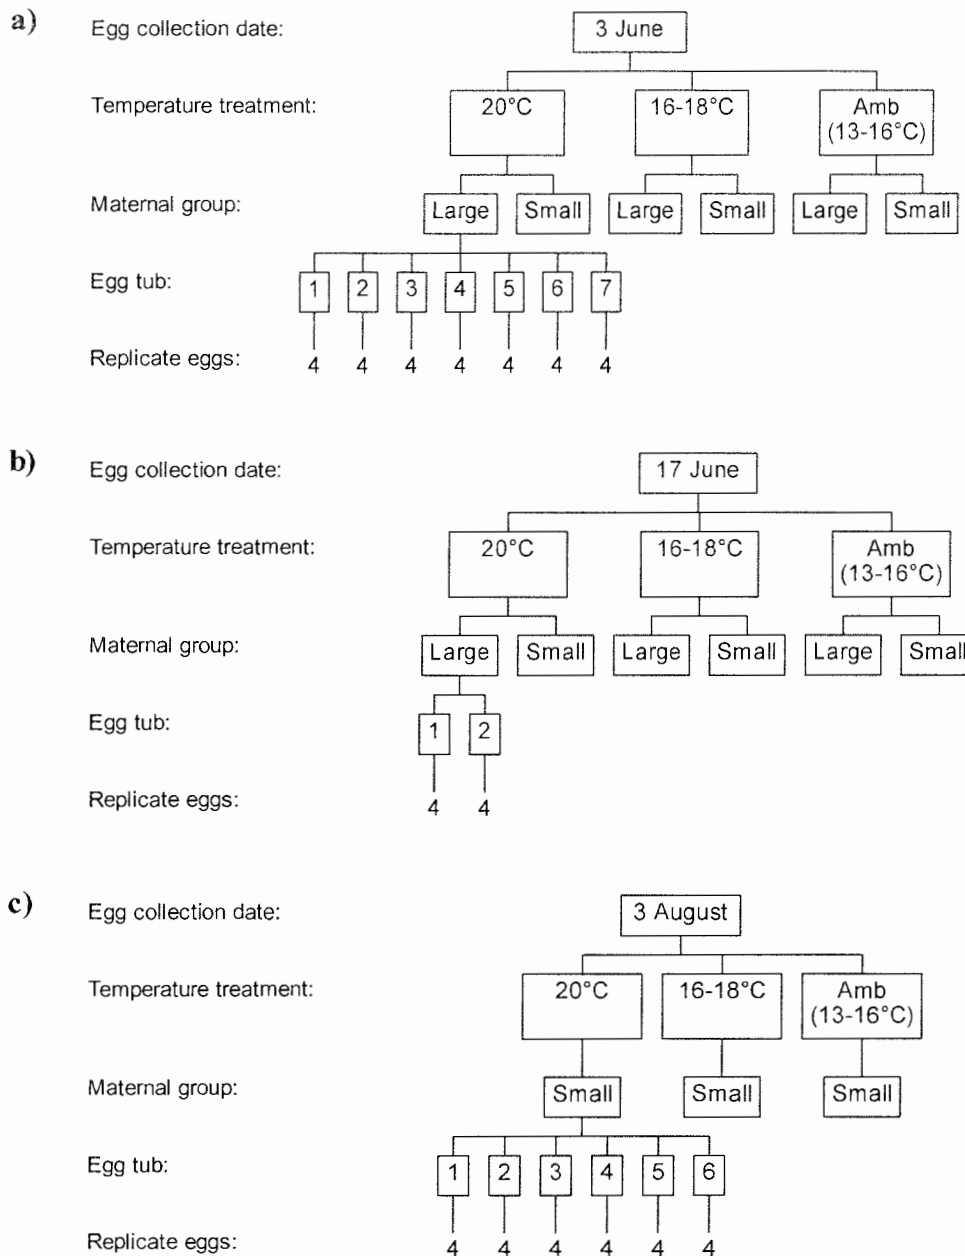 a)
Egg collection date: 3 June
Temperature treatment: 20°C 16-18°C Amb
(13-16°C)
Maternal group: Large Small Large Small Large Small
Egg tub: 1 2 3 4 5 6 7
Replicate eggs: 4 4 4 4 4 4 4
b)
Egg collection date: 17 June
Temperature treatment: 20°C 16-18°C Amb
(13-16°C)
Maternal group: Large Small Large Small Large Small
Egg tub: 1 2
Replicate eggs: 4 4
c)
Egg collection date: 3 August
Temperature treatment: 20°C 16-18°C Amb
(13-16°C)
Maternal group: Small Small Small
Egg tub: 1 2 3 4 5 6
Replicate eggs: 4 4 4 4 4 4